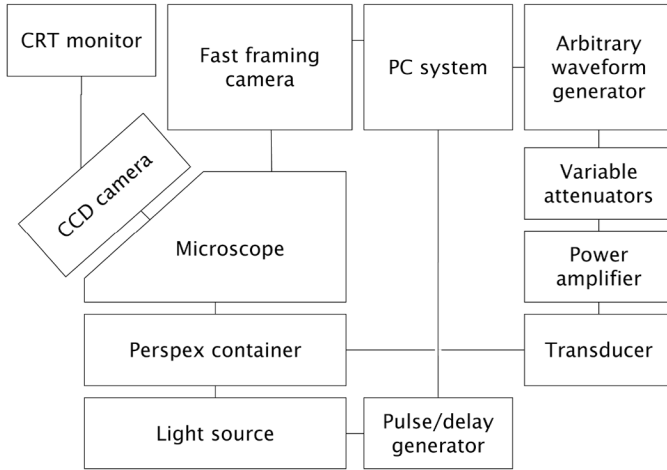 CRT monitor
Fast framing
camera
PC system
Arbitrary
waveform
generator
CCD camera
Variable
attenuators
Microscope
Power
amplifier
Perspex container
Transducer
Light source
Pulse/delay
generator